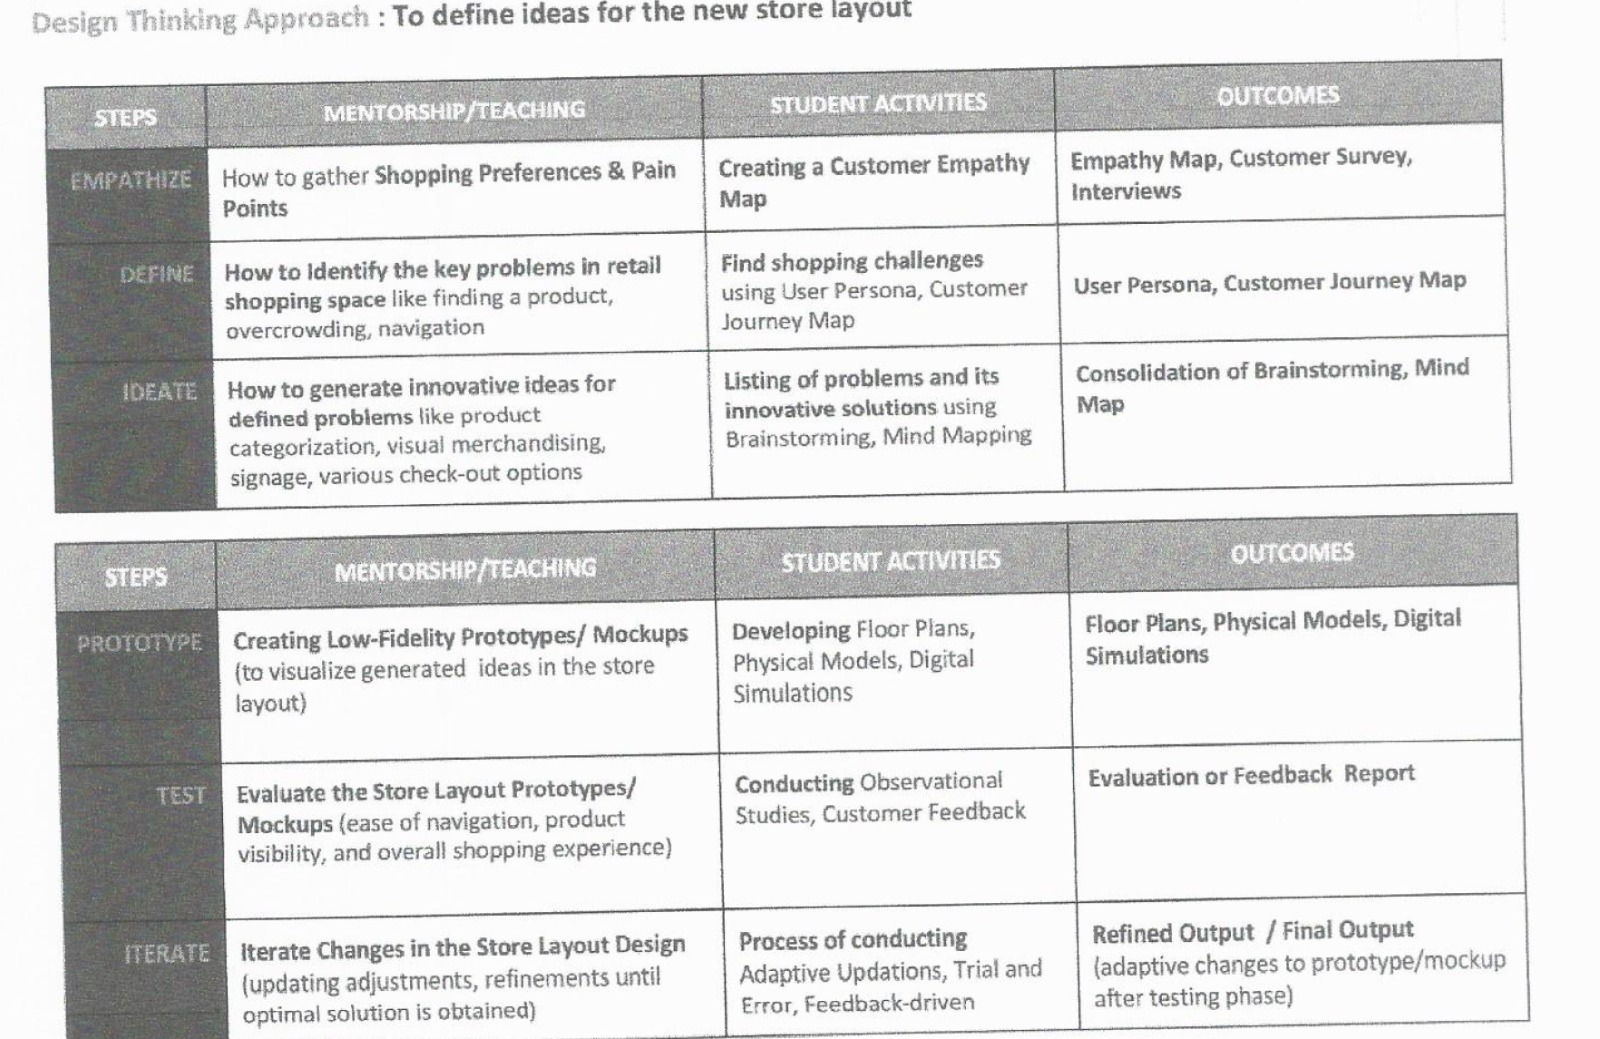 Design Thinking Approach : To define ideas for the new store layout
STEPS
MENTORSHIP/TEACHING
STUDENT ACTIVITIES
OUTCOMES
EMPATHIZE
How to gather Shopping Preferences & Pain
Points
Creating a Customer Empathy
Map
Empathy Map, Customer Survey,
Interviews
DEFINE
How to Identify the key problems in retail
shopping space like finding a product,
overcrowding, navigation
Find shopping challenges
using User Persona, Customer
Journey Map
User Persona, Customer Journey Map
IDEATE
How to generate innovative ideas for
defined problems like product
categorization, visual merchandising,
signage, various check-out options
Listing of problems and its
innovative solutions using
Brainstorming, Mind Mapping
Consolidation of Brainstorming, Mind
Map
STEPS
MENTORSHIP/TEACHING
STUDENT ACTIVITIES
OUTCOMES
PROTOTYPE
Creating Low-Fidelity Prototypes/ Mockups
(to visualize generated ideas in the store
layout)
Developing Floor Plans,
Physical Models, Digital
Simulations
Floor Plans, Physical Models, Digital
Simulations
TEST
Evaluate the Store Layout Prototypes/
Mockups (ease of navigation, product
visibility, and overall shopping experience)
Conducting Observational
Studies, Customer Feedback
Evaluation or Feedback Report
ITERATE
Iterate Changes in the Store Layout Design
(updating adjustments, refinements until
optimal solution is obtained)
Process of conducting
Adaptive Updations, Trial and
Error, Feedback-driven
Refined Output / Final Output
(adaptive changes to prototype/mockup
after testing phase)